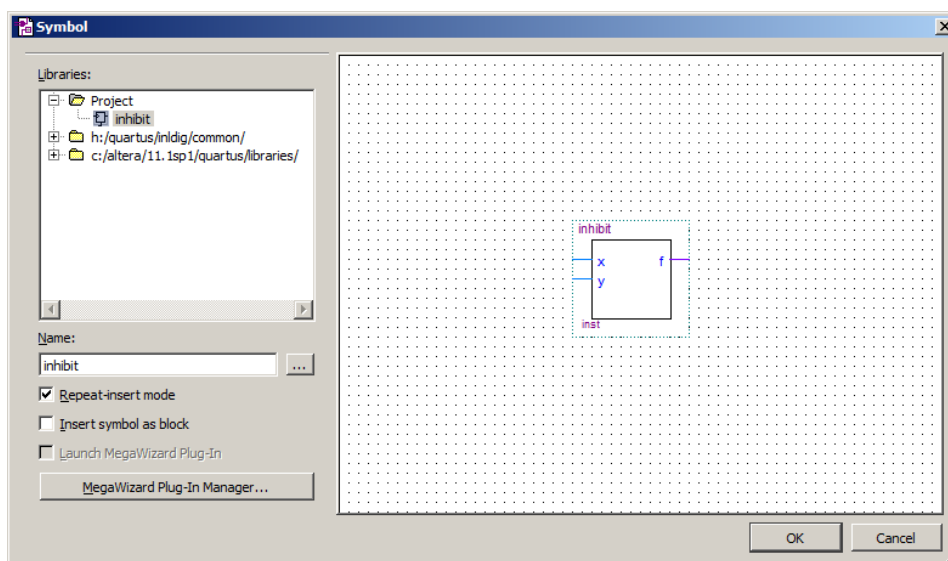 Symbol
Libraries:
Project
inhibit
h:/quartus/inldig/common/
c:/altera/11.1sp1/quartus/libraries/
Name:
inhibit
...
Repeat-insert mode
Insert symbol as block
Launch MegaWizard Plug-In
MegaWizard Plug-In Manager...
inhibit
x f
y
inst
OK Cancel